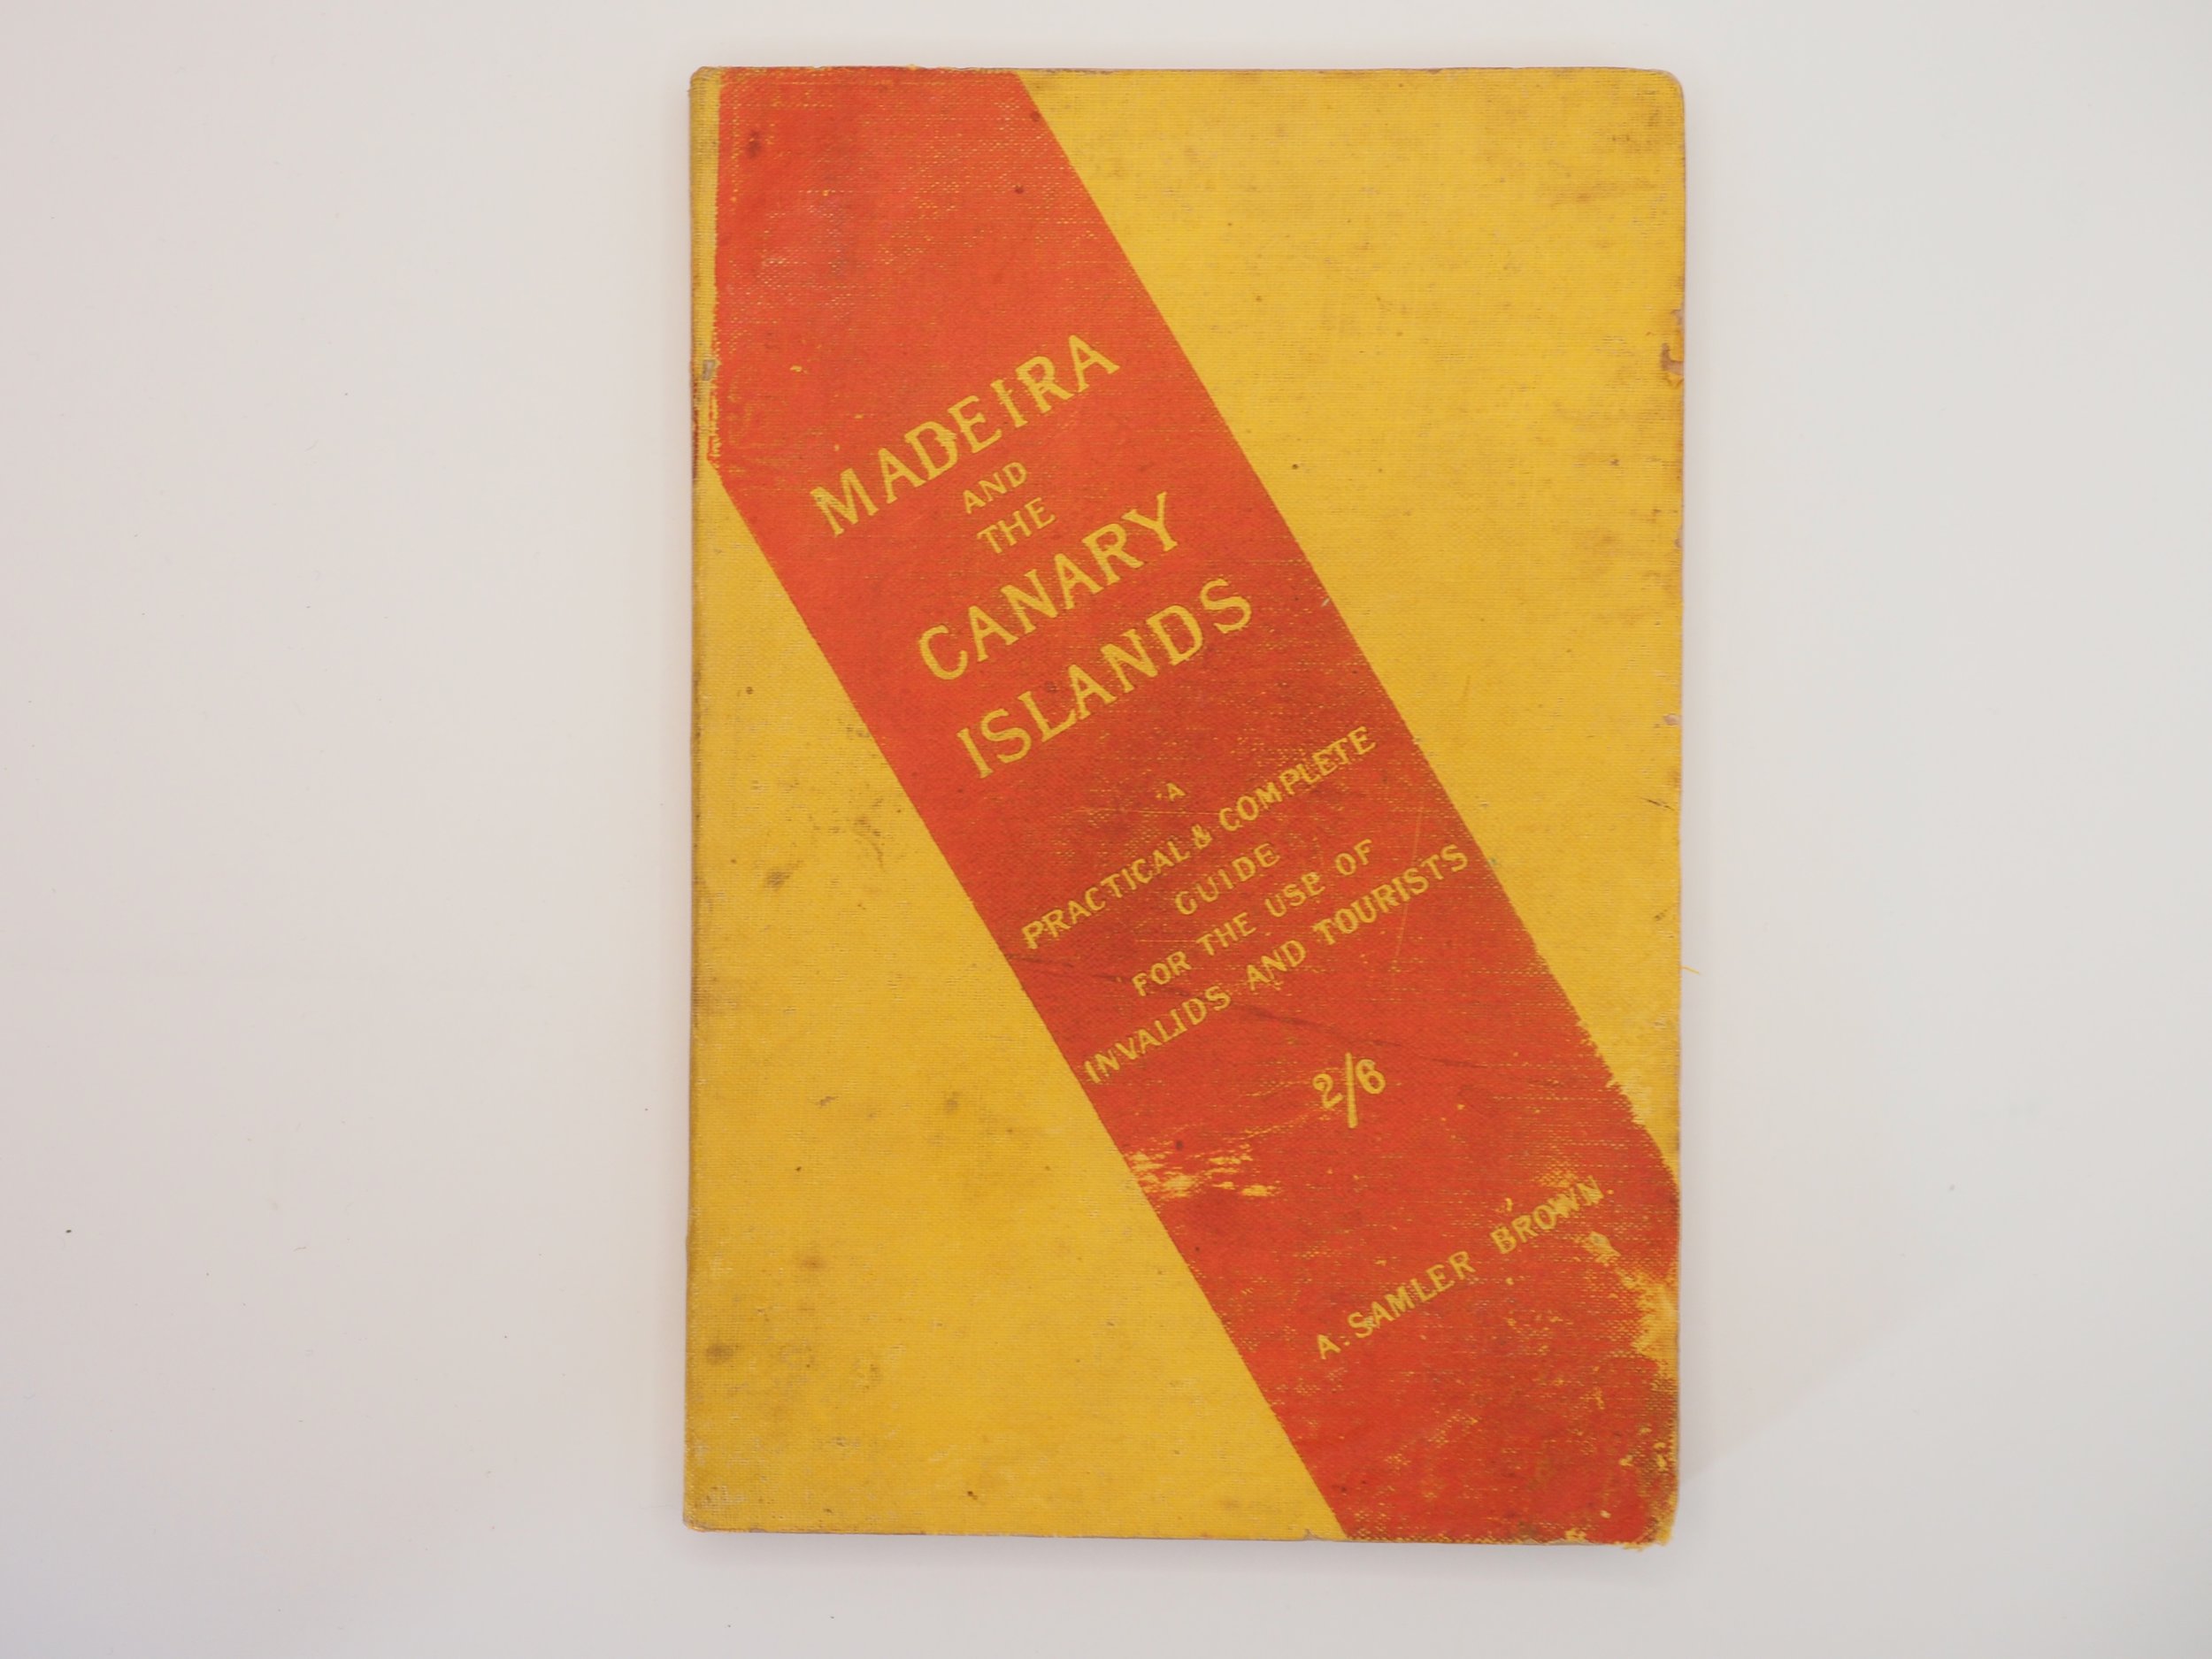 MADEIRA
AND
THE
CANARY
ISLANDS
A
PRACTICAL & COMPLETE
GUIDE
FOR THE USE OF
INVALIDS AND TOURISTS
2/6
A. SAMLER BROWN.